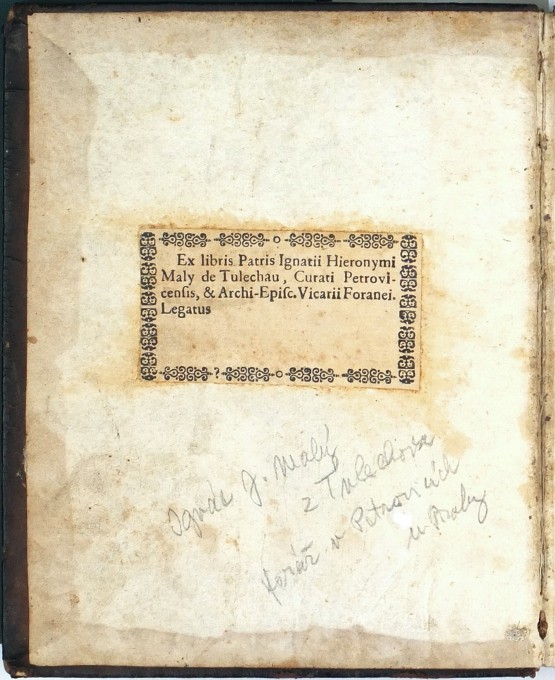 Ex libris Patris Ignatii Hieronymi
Maly de Tulechau, Curati Petrovi-
censis, & Archi-Episc. Vicarii Foranei.
Legatus
Ignác J. Malý
z Tulechova
farář v Petrovicích
u Prahy